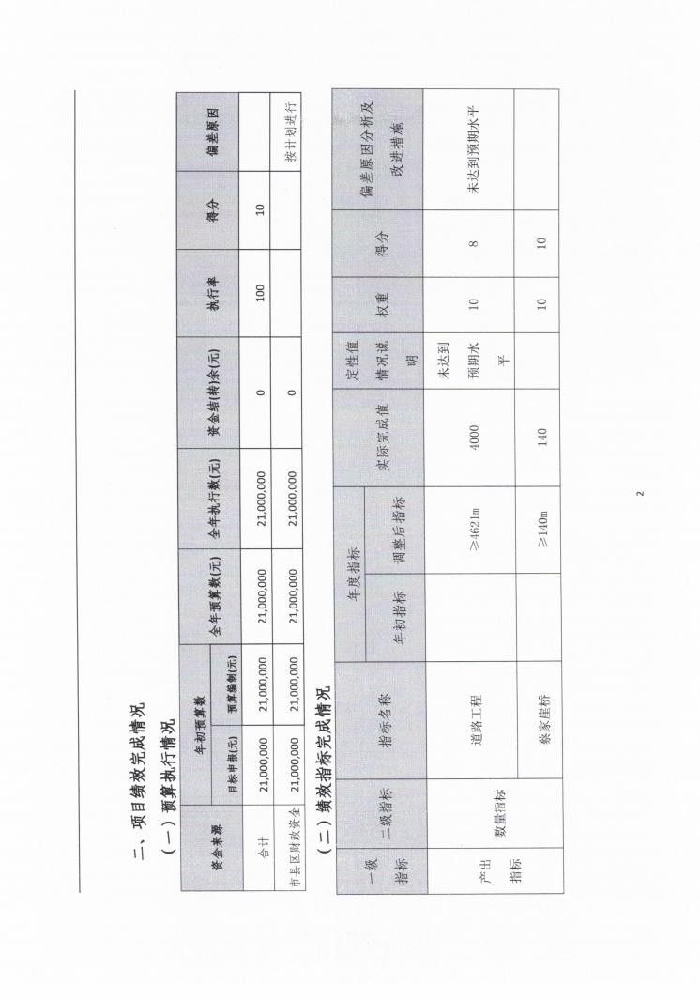 二、项目绩效完成情况
（一）预算执行情况
资金来源 年初预算数 全年预算数(元) 全年执行数(元) 资金结(转)余(元) 执行率 得分 偏差原因
目标申报(元) 预算编制(元)
合计 21,000,000 21,000,000 21,000,000 21,000,000 0 100 10
市县区财政资金 21,000,000 21,000,000 21,000,000 21,000,000 0 按计划进行
（二）绩效指标完成情况
一级指标 二级指标 指标名称 年度指标 实际完成值 定性值情况说明 权重 得分 偏差原因分析及改进措施
年初指标 调整后指标
产出指标 数量指标 道路工程 ≥4621m 4000 未达到预期水平 10 8 未达到预期水平
蔡家崖桥 ≥140m 140 10 10
2